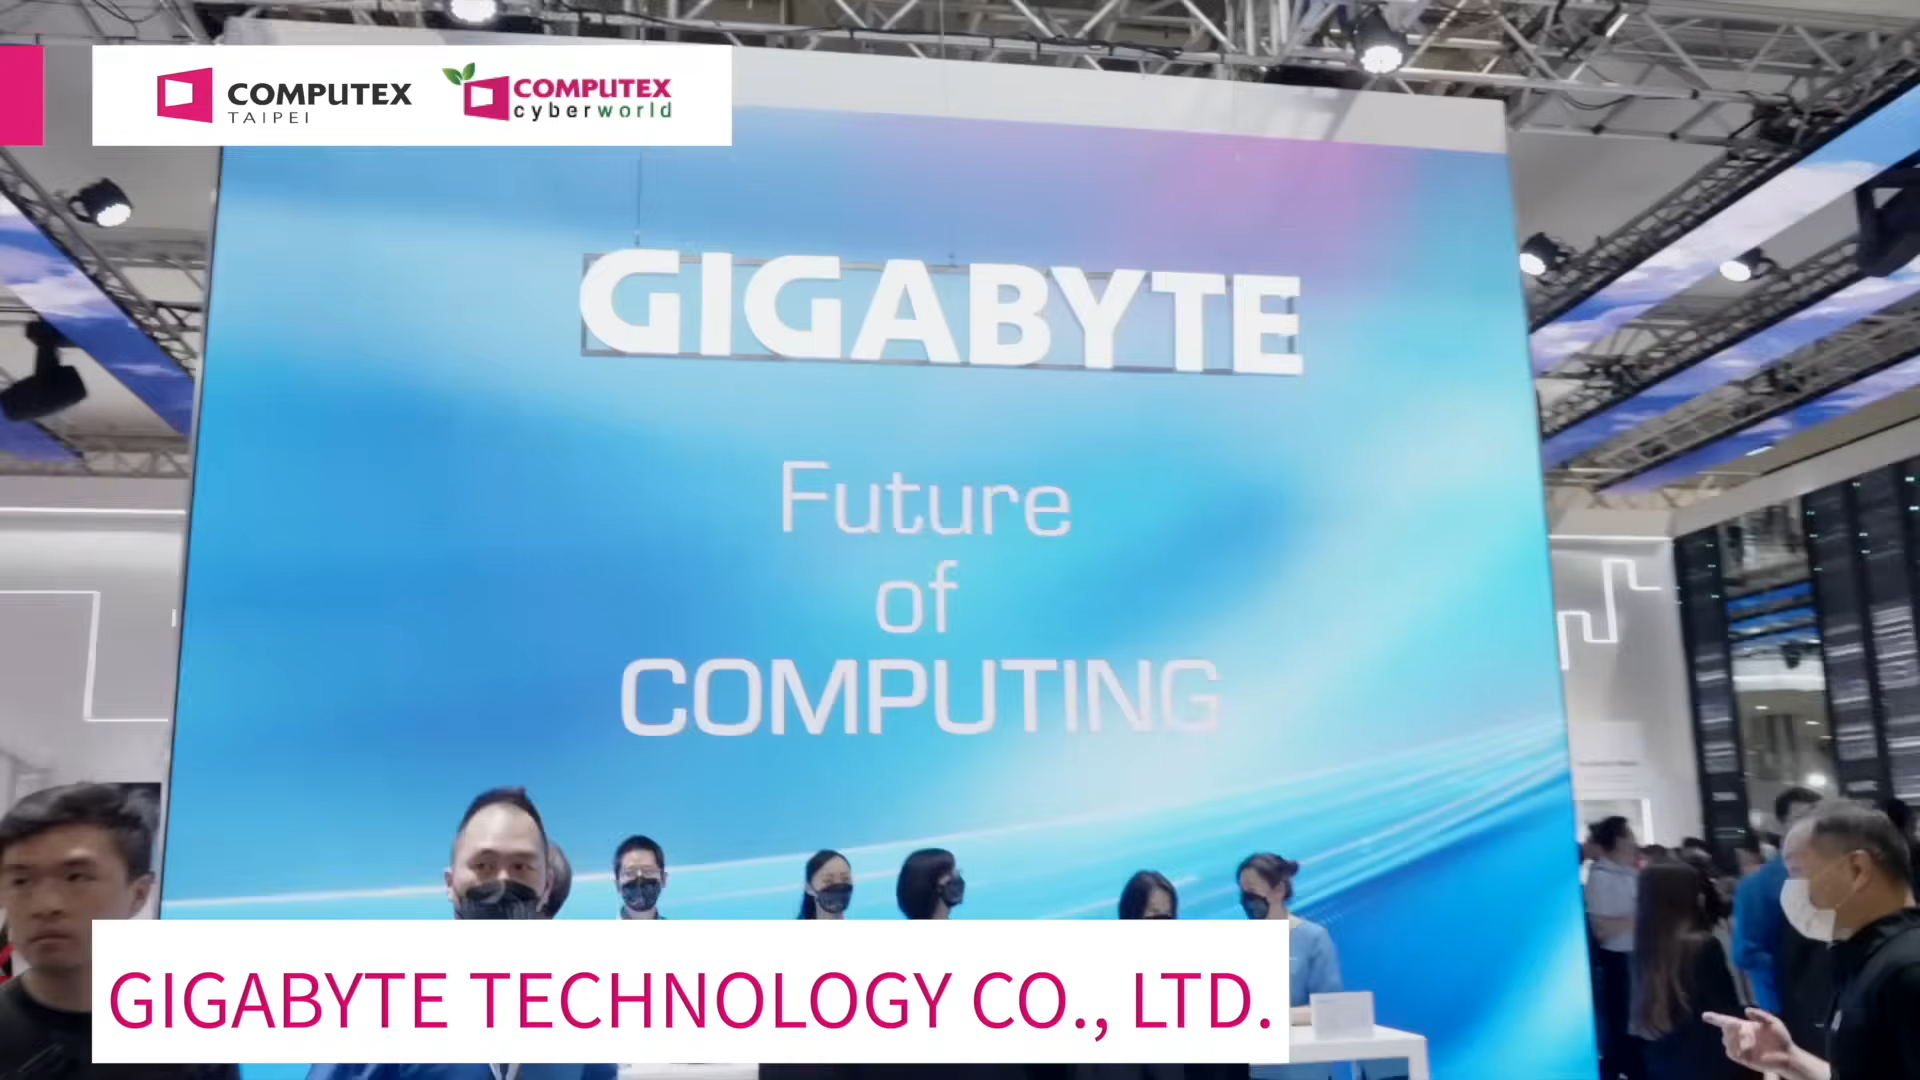 COMPUTEX
TAIPEI
COMPUTEX
cyberworld
GIGABYTE
Future
of
COMPUTING
GIGABYTE TECHNOLOGY CO., LTD.